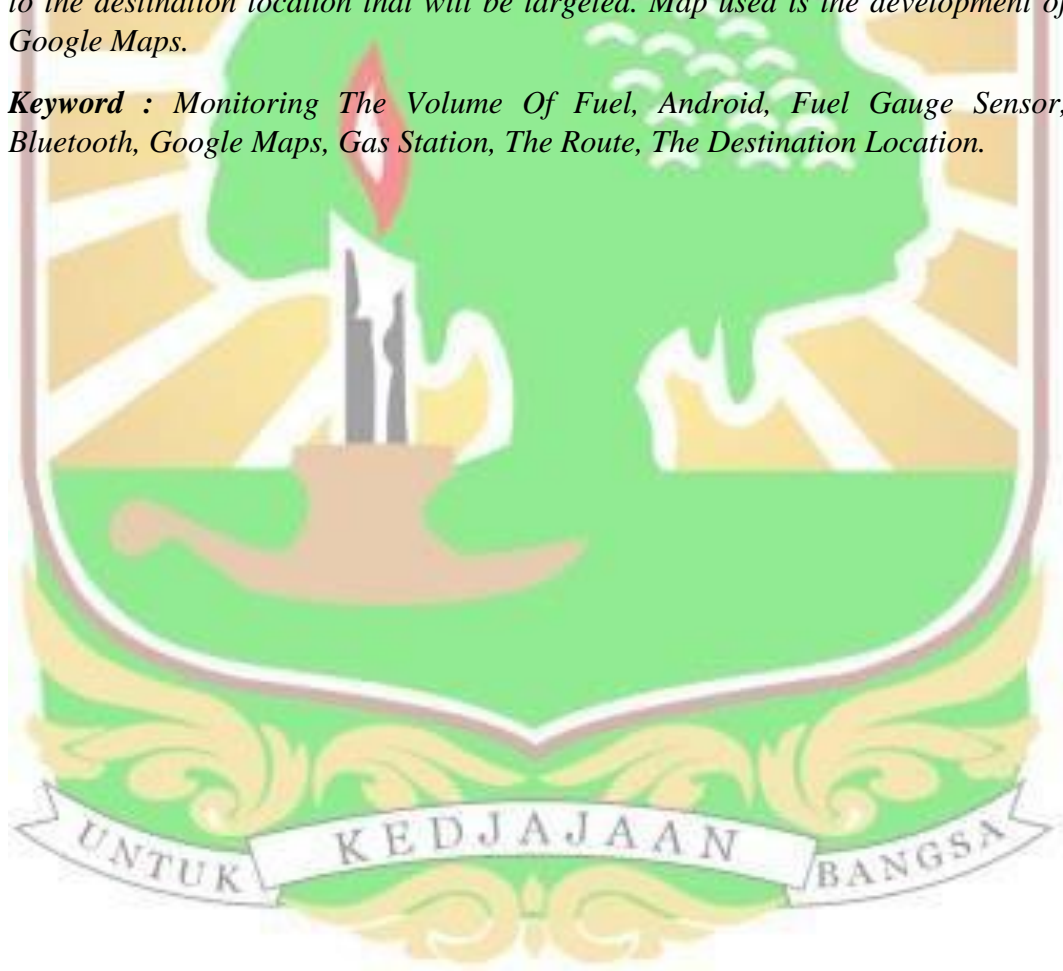 to the destination location that will be targeted. Map used is the development of
Google Maps.
Keyword : Monitoring The Volume Of Fuel, Android, Fuel Gauge Sensor,
Bluetooth, Google Maps, Gas Station, The Route, The Destination Location.
UNTUK KEDJAJAAN BANGSA